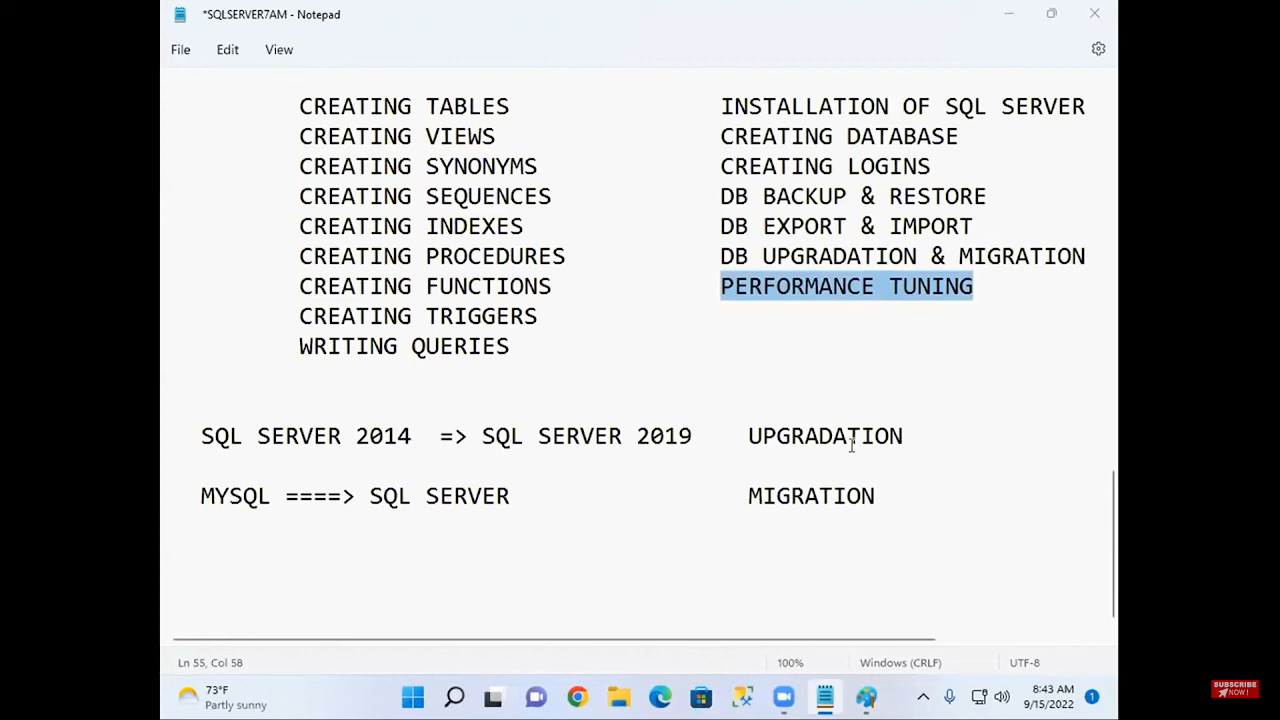 *SQLSERVER7AM - Notepad
File Edit View
CREATING TABLES INSTALLATION OF SQL SERVER
CREATING VIEWS CREATING DATABASE
CREATING SYNONYMS CREATING LOGINS
CREATING SEQUENCES DB BACKUP & RESTORE
CREATING INDEXES DB EXPORT & IMPORT
CREATING PROCEDURES DB UPGRADATION & MIGRATION
CREATING FUNCTIONS PERFORMANCE TUNING
CREATING TRIGGERS
WRITING QUERIES
SQL SERVER 2014 => SQL SERVER 2019 UPGRADATION
MYSQL ====> SQL SERVER MIGRATION
Ln 55, Col 58 100% Windows (CRLF) UTF-8
73°F 8:43 AM
Partly sunny 9/15/2022 1
SUBSCRIBE
NOW!